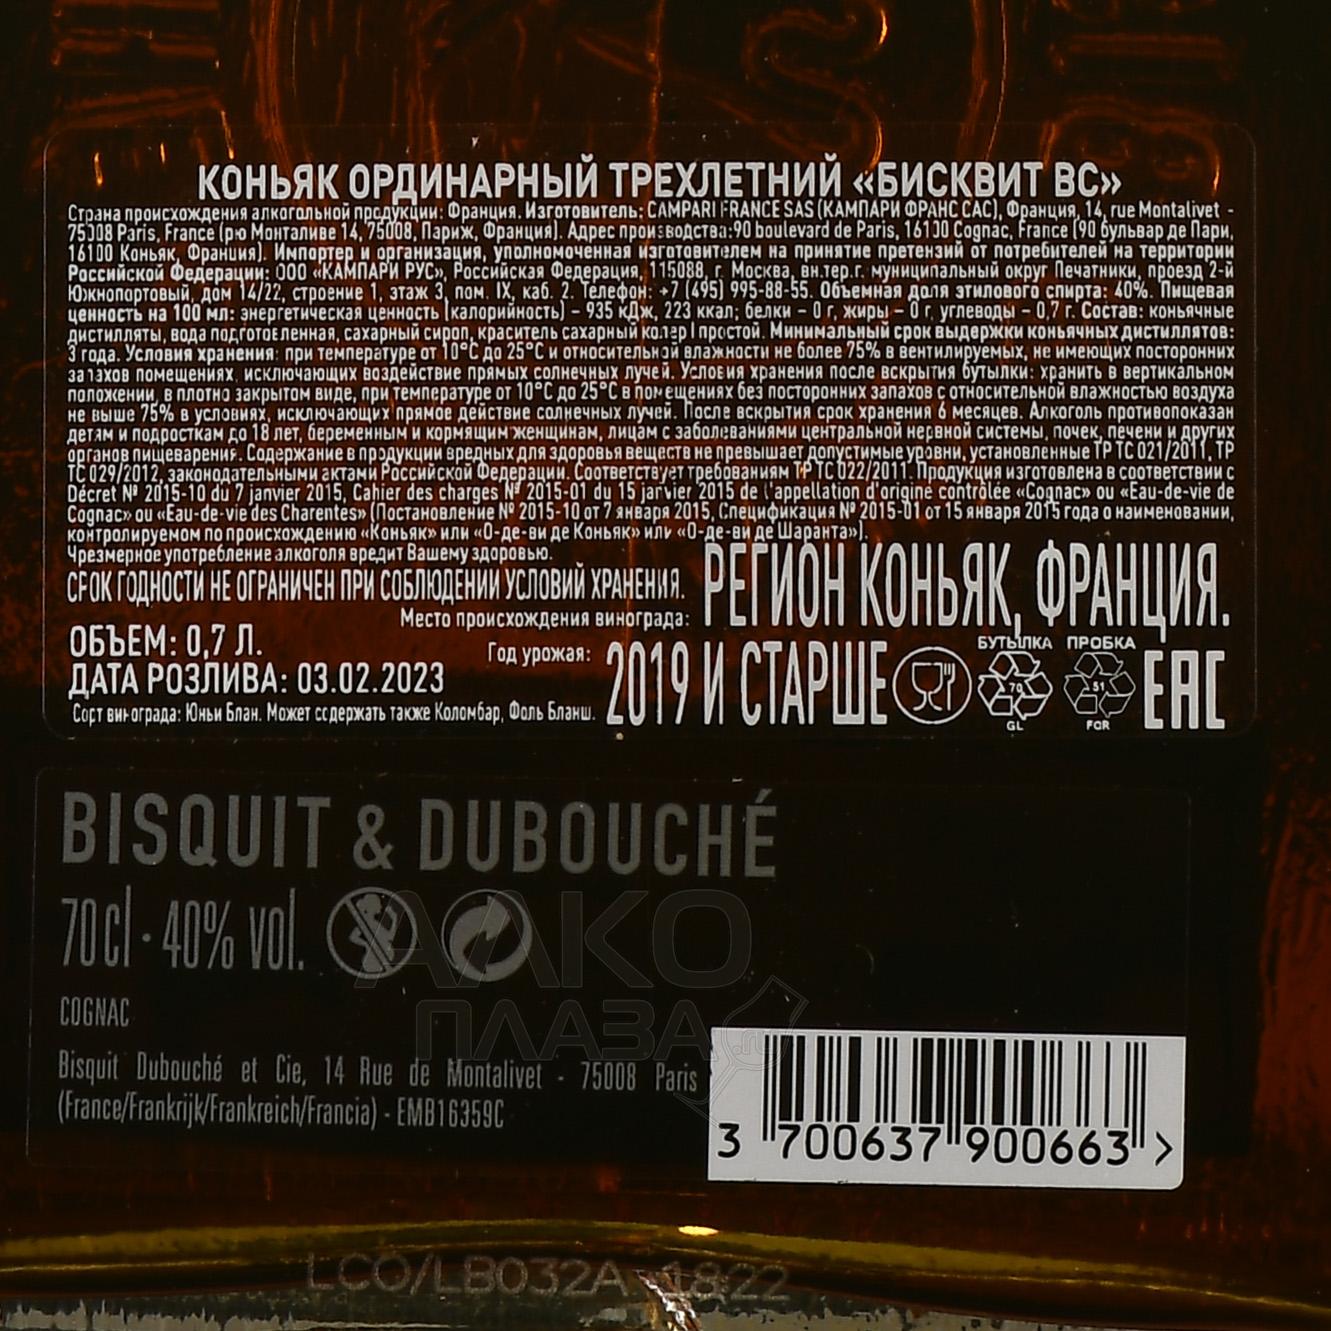 КОНЬЯК ОРДИНАРНЫЙ ТРЕХЛЕТНИЙ «БИСКВИТ ВС»
Страна происхождения алкогольной продукции: Франция. Изготовитель: CAMPARI FRANCE SAS (КАМПАРИ ФРАНС САС), Франция, 14, rue Montalivet -
75008 Paris, France (рю Монталиве 14, 75008, Париж, Франция). Адрес производства:90 boulevard de Paris, 16100 Cognac, France (90 бульвар де Пари,
16100 Коньяк, Франция). Импортер и организация, уполномоченная изготовителем на принятие претензий от потребителей на территории
Российской Федерации: ООО «КАМПАРИ РУС», Российская Федерация, 115088, г. Москва, вн.тер.г. муниципальный округ Печатники, проезд 2-й
Южнопортовый, дом 14/22, строение 1, этаж 3, пом. IX, каб. 2. Телефон: +7 (495) 995-88-55. Объемная доля этилового спирта: 40%. Пищевая
ценность на 100 мл: энергетическая ценность (калорийность) – 935 кДж, 223 ккал; белки – 0 г, жиры – 0 г, углеводы – 0,7 г. Состав: коньячные
дистилляты, вода подготовленная, сахарный сироп, краситель сахарный колер I простой. Минимальный срок выдержки коньячных дистиллятов:
3 года. Условия хранения: при температуре от 10°С до 25°С и относительной влажности не более 75% в вентилируемых, не имеющих посторонних
запахов помещениях, исключающих воздействие прямых солнечных лучей. Условия хранения после вскрытия бутылки: хранить в вертикальном
положении, в плотно закрытом виде, при температуре от 10°С до 25°С в помещениях без посторонних запахов с относительной влажностью воздуха
не выше 75% в условиях, исключающих прямое действие солнечных лучей. После вскрытия срок хранения 6 месяцев. Алкоголь противопоказан
детям и подросткам до 18 лет, беременным и кормящим женщинам, лицам с заболеваниями центральной нервной системы, почек, печени и других
органов пищеварения. Содержание в продукции вредных для здоровья веществ не превышает допустимые уровни, установленные ТР ТС 021/2011, ТР
ТС 029/2012, законодательными актами Российской Федерации. Соответствует требованиям ТР ТС 022/2011. Продукция изготовлена в соответствии с
Décret № 2015-10 du 7 janvier 2015, Cahier des charges № 2015-01 du 15 janvier 2015 de l'appellation d'origine contrôlée «Cognac» ou «Eau-de-vie de
Cognac» ou «Eau-de-vie des Charentes» (Постановление № 2015-10 от 7 января 2015, Спецификация № 2015-01 от 15 января 2015 года о наименовании,
контролируемом по происхождению «Коньяк» или «О-де-ви де Коньяк» или «О-де-ви де Шаранта»).
Чрезмерное употребление алкоголя вредит Вашему здоровью.
СРОК ГОДНОСТИ НЕ ОГРАНИЧЕН ПРИ СОБЛЮДЕНИИ УСЛОВИЙ ХРАНЕНИЯ.
Место происхождения винограда: РЕГИОН КОНЬЯК, ФРАНЦИЯ.
ОБЪЕМ: 0,7 Л.
ДАТА РОЗЛИВА: 03.02.2023
Год урожая: 2019 И СТАРШЕ
БУТЫЛКА ПРОБКА
70 51
GL FOR
EAC
Сорт винограда: Юньи Блан. Может содержать также Коломбар, Фоль Бланш.
BISQUIT & DUBOUCHÉ
70cl · 40% vol.
COGNAC
Bisquit Dubouché et Cie, 14 Rue de Montalivet - 75008 Paris
(France/Frankrijk/Frankreich/Francia) - EMB16359C
АЛКО
ПЛАЗА
.ru
3 700637 900663 >
LCO/LB032A 1822